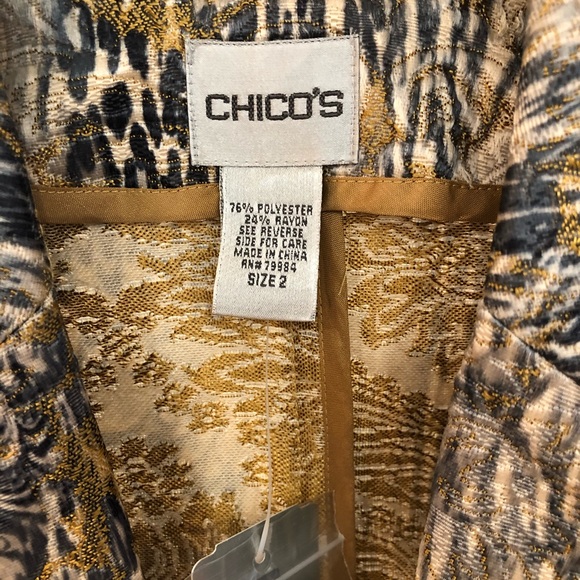 CHICO'S
76% POLYESTER
24% RAYON
SEE REVERSE
SIDE FOR CARE
MADE IN CHINA
RN# 79984
SIZE 2